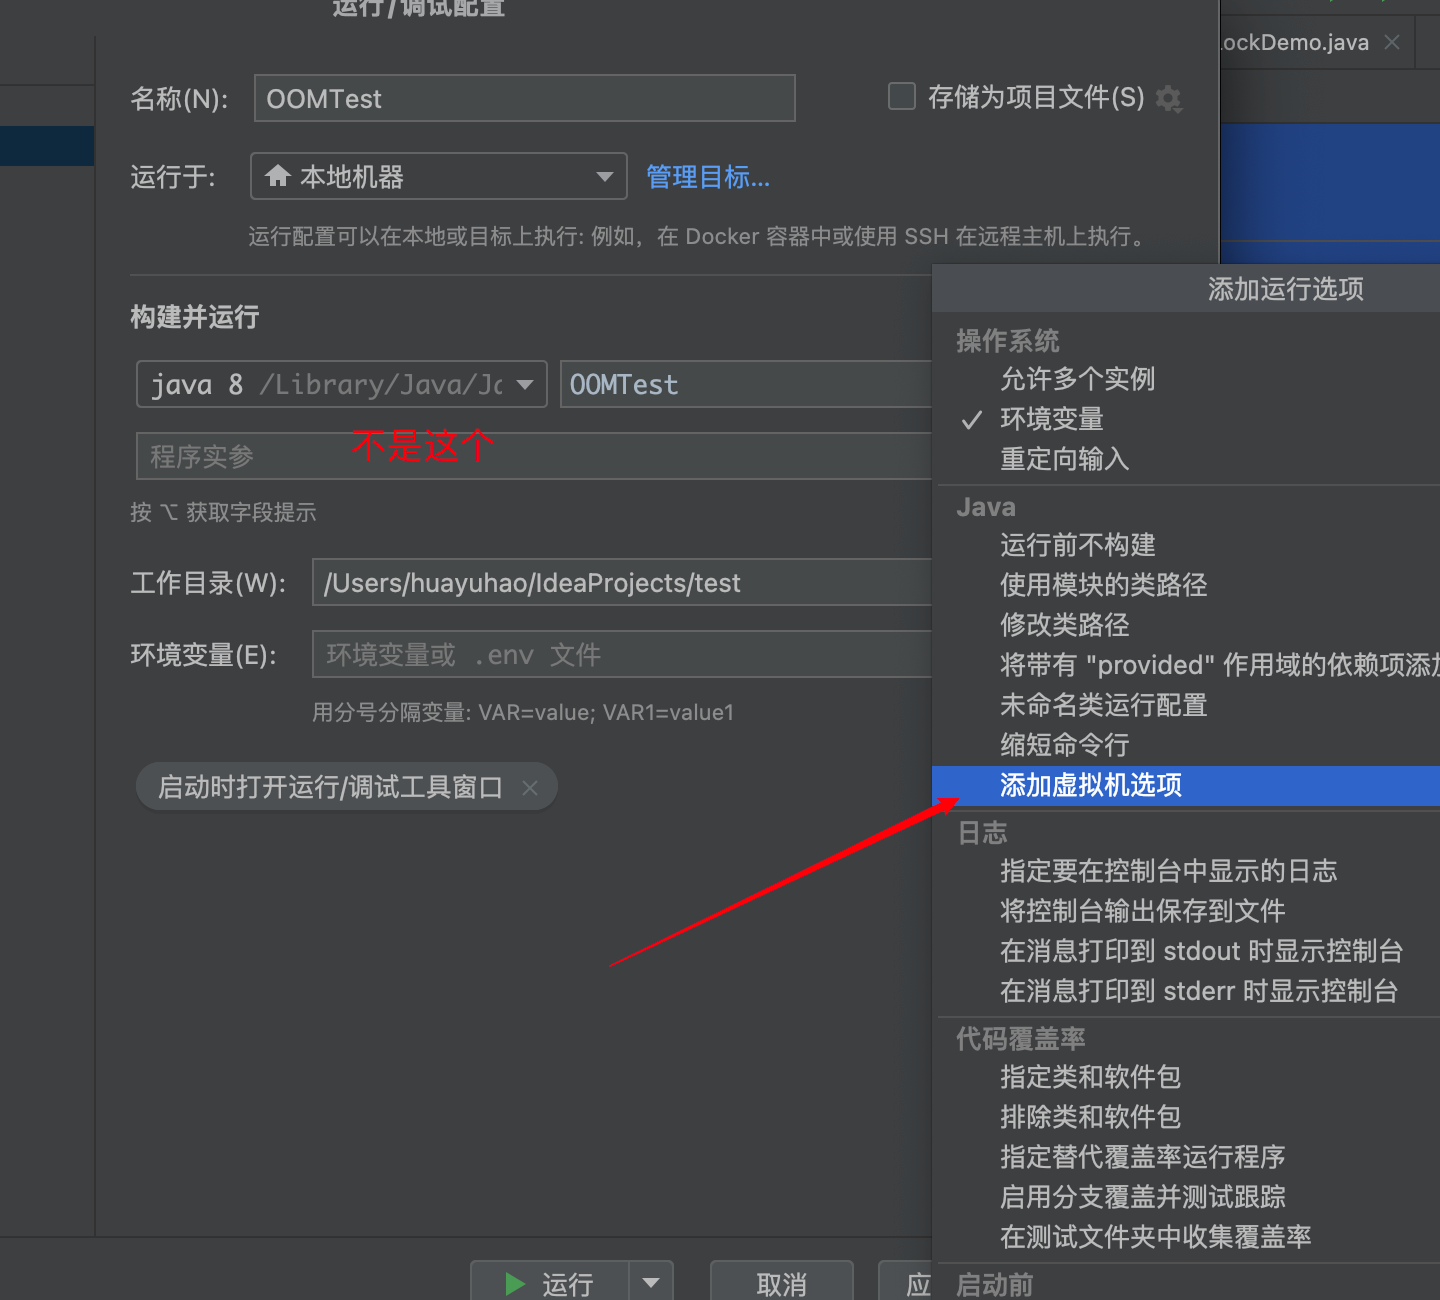 运行/调试配置
ockDemo.java
名称(N):
OOMTest
存储为项目文件(S)
运行于:
本地机器
管理目标...
运行配置可以在本地或目标上执行: 例如，在 Docker 容器中或使用 SSH 在远程主机上执行。
构建并运行
java 8 /Library/Java/Ja
OOMTest
不是这个
程序实参
按 ⌥ 获取字段提示
工作目录(W):
/Users/huayuhao/IdeaProjects/test
环境变量(E):
环境变量或 .env 文件
用分号分隔变量: VAR=value; VAR1=value1
启动时打开运行/调试工具窗口
运行
取消
应
添加运行选项
操作系统
允许多个实例
环境变量
重定向输入
Java
运行前不构建
使用模块的类路径
修改类路径
将带有 "provided" 作用域的依赖项添加
未命名类运行配置
缩短命令行
添加虚拟机选项
日志
指定要在控制台中显示的日志
将控制台输出保存到文件
在消息打印到 stdout 时显示控制台
在消息打印到 stderr 时显示控制台
代码覆盖率
指定类和软件包
排除类和软件包
指定替代覆盖率运行程序
启用分支覆盖并测试跟踪
在测试文件夹中收集覆盖率
启动前